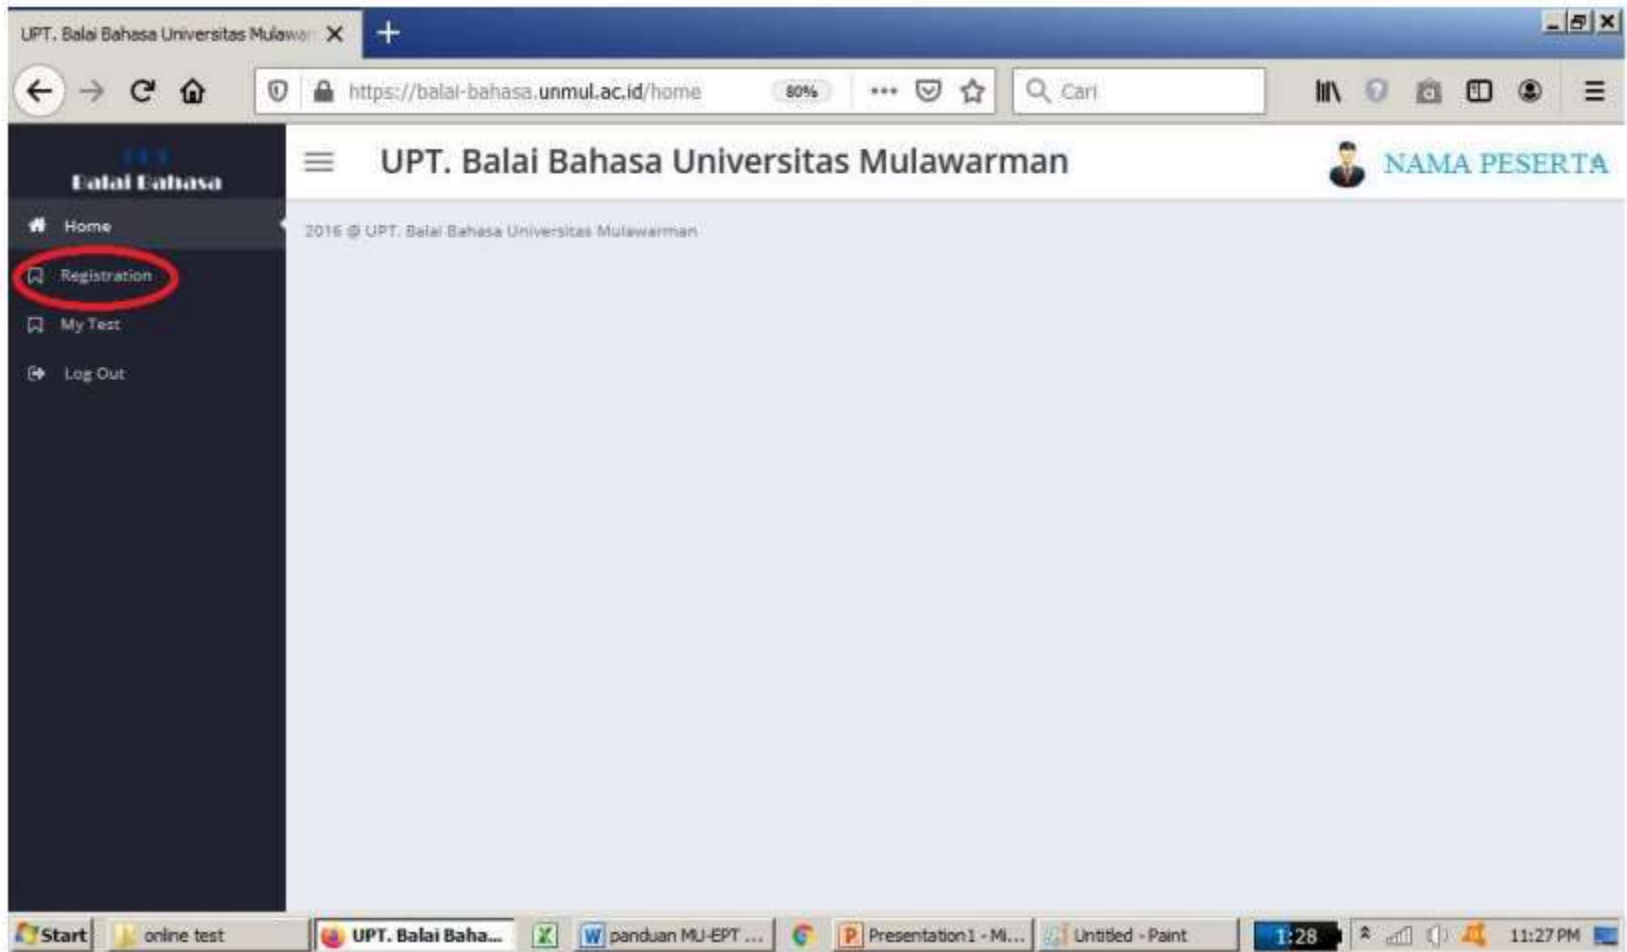 UPT. Balai Bahasa Universitas Mulawar
https://balai-bahasa.unmul.ac.id/home
80%
Cari
Balai Bahasa
UPT. Balai Bahasa Universitas Mulawarman
NAMA PESERTA
Home
2016 @ UPT. Balai Bahasa Universitas Mulawarman
Registration
My Test
Log Out
Start
online test
UPT. Balai Baha...
panduan MU-EPT ...
Presentation1 - Mi...
Untitled - Paint
1:28
11:27 PM